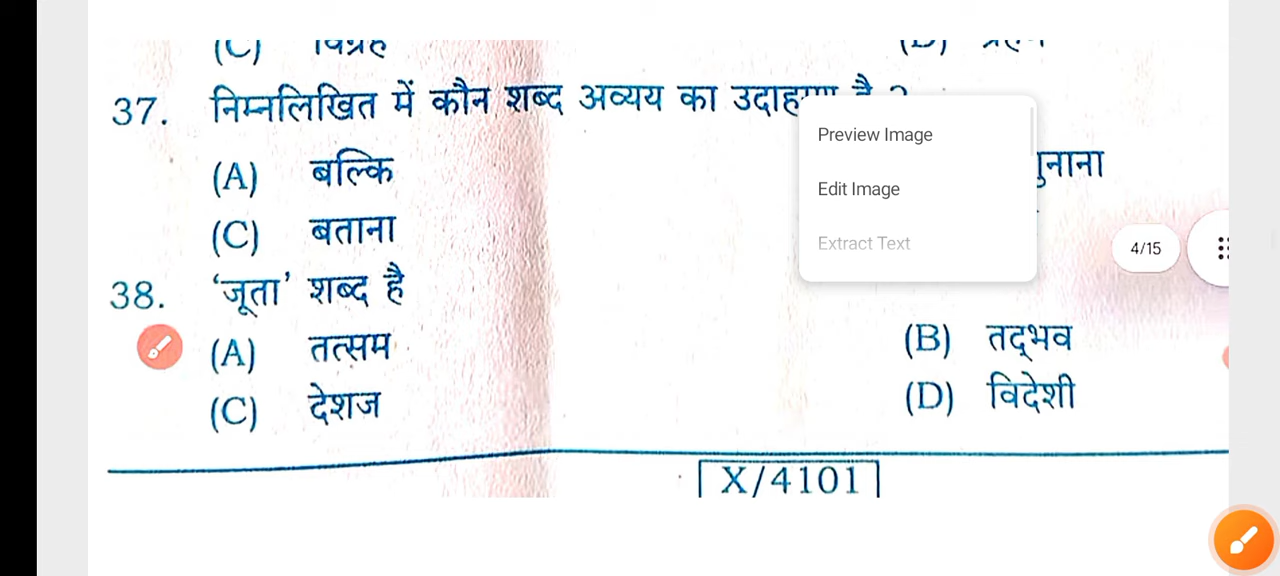 (C) विग्रह
37. निम्नलिखित में कौन शब्द अव्यय का
(A) बल्कि
(C) बताना
38. 'जूता' शब्द है
(A) तत्सम (B) तद्भव
(C) देशज (D) विदेशी
X/4101
Preview Image
Edit Image
Extract Text
4/15